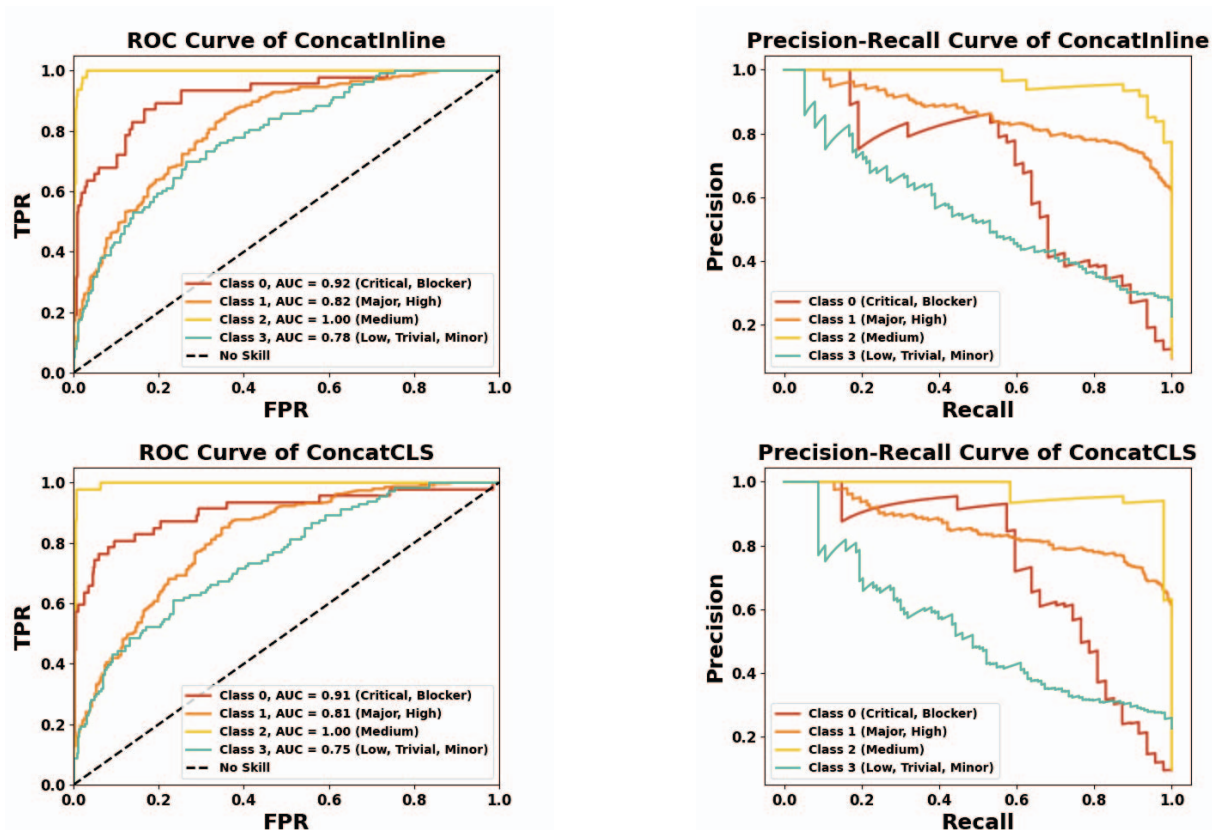 ROC Curve of ConcatInline
1.0
0.8
0.6
0.4
0.2
0.0
TPR
Class 0, AUC = 0.92 (Critical, Blocker)
Class 1, AUC = 0.82 (Major, High)
Class 2, AUC = 1.00 (Medium)
Class 3, AUC = 0.78 (Low, Trivial, Minor)
No Skill
0.0 0.2 0.4 0.6 0.8 1.0
FPR
Precision-Recall Curve of ConcatInline
1.0
0.8
0.6
0.4
0.2
Precision
Class 0 (Critical, Blocker)
Class 1 (Major, High)
Class 2 (Medium)
Class 3 (Low, Trivial, Minor)
0.0 0.2 0.4 0.6 0.8 1.0
Recall
ROC Curve of ConcatCLS
1.0
0.8
0.6
0.4
0.2
0.0
TPR
Class 0, AUC = 0.91 (Critical, Blocker)
Class 1, AUC = 0.81 (Major, High)
Class 2, AUC = 1.00 (Medium)
Class 3, AUC = 0.75 (Low, Trivial, Minor)
No Skill
0.0 0.2 0.4 0.6 0.8 1.0
FPR
Precision-Recall Curve of ConcatCLS
1.0
0.8
0.6
0.4
0.2
Precision
Class 0 (Critical, Blocker)
Class 1 (Major, High)
Class 2 (Medium)
Class 3 (Low, Trivial, Minor)
0.0 0.2 0.4 0.6 0.8 1.0
Recall